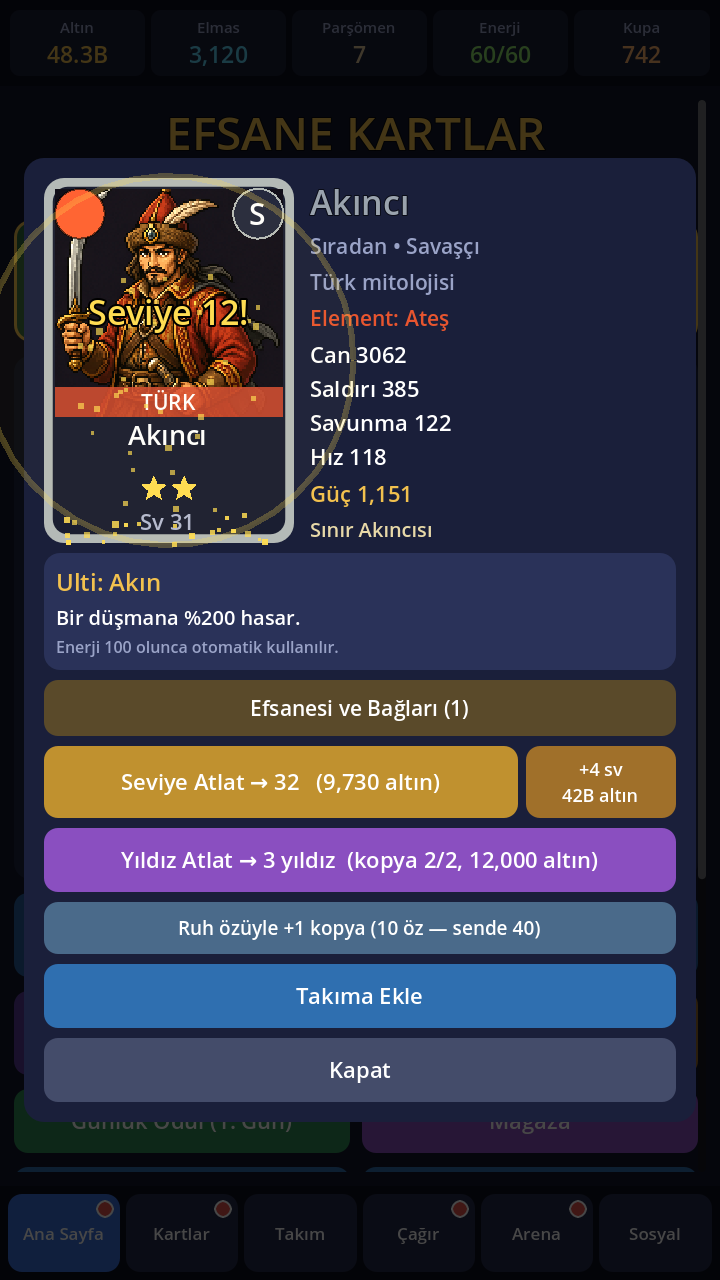 Altın
Elmas
Parşömen
Enerji
Kupa
48.3B
3,120
7
60/60
742
EFSANE KARTLAR
S
Seviye 12!
TÜRK
Akıncı
Sv 31
Akıncı
Sıradan • Savaşçı
Türk mitolojisi
Element: Ateş
Can 3062
Saldırı 385
Savunma 122
Hız 118
Güç 1,151
Sınır Akıncısı
Ulti: Akın
Bir düşmana %200 hasar.
Enerji 100 olunca otomatik kullanılır.
Efsanesi ve Bağları (1)
Seviye Atlat → 32 (9,730 altın)
+4 sv
42B altın
Yıldız Atlat → 3 yıldız (kopya 2/2, 12,000 altın)
Ruh özüyle +1 kopya (10 öz — sende 40)
Takıma Ekle
Kapat
Günlük Ödül (1. Gün)
Mağaza
Ana Sayfa
Kartlar
Takım
Çağır
Arena
Sosyal